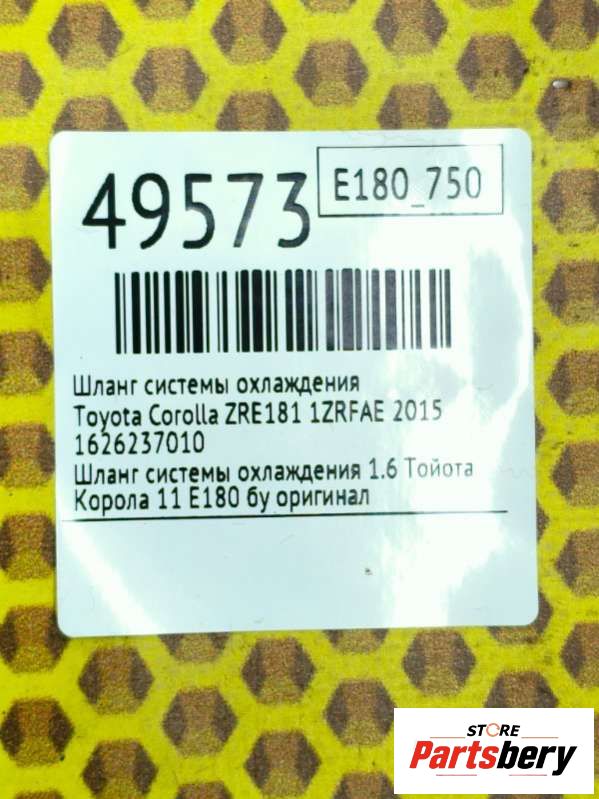 49573
E180_750
Шланг системы охлаждения
Toyota Corolla ZRE181 1ZRFAE 2015
1626237010
Шланг системы охлаждения 1.6 Тойота
Корола 11 Е180 бу оригинал
STORE
Partsbery